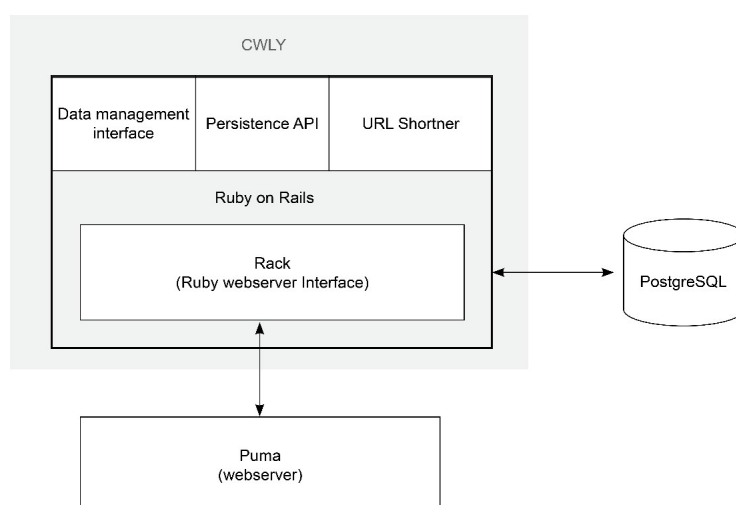 CWLY
Data management
interface
Persistence API
URL Shortner
Ruby on Rails
Rack
(Ruby webserver Interface)
PostgreSQL
Puma
(webserver)